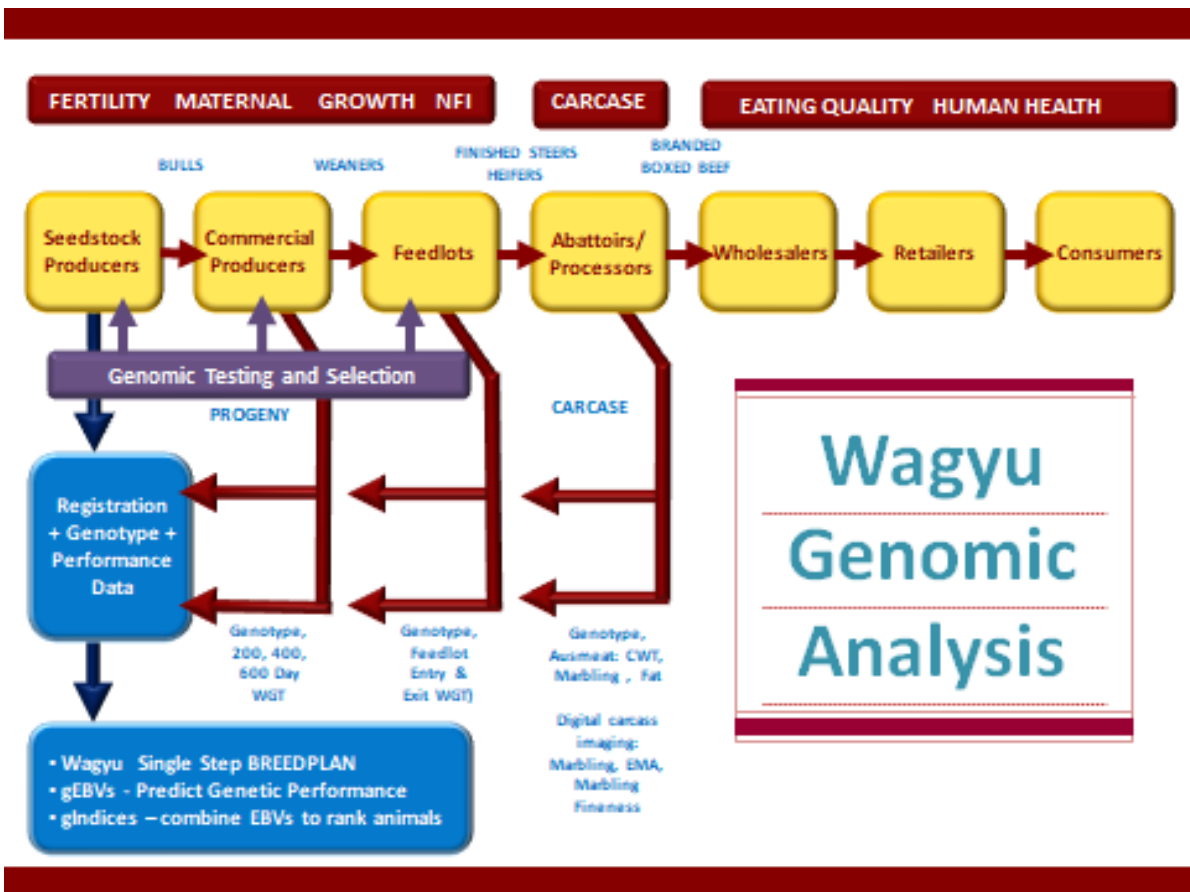 FERTILITY MATERNAL GROWTH NFI
CARCASE
EATING QUALITY HUMAN HEALTH
BULLS
WEANERS
FINISHED STEERS
HEIFERS
BRANDED
BOXED BEEF
Seedstock
Producers
Commercial
Producers
Feedlots
Abattoirs/
Processors
Wholesalers
Retailers
Consumers
Genomic Testing and Selection
PROGENY
CARCASE
Registration
+ Genotype +
Performance
Data
Genotype,
200, 400,
600 Day
WGT
Genotype,
Feedlot
Entry &
Exit WGT)
Genotype,
Ausmeat: CWT,
Marbling , Fat
Digital carcass
imaging:
Marbling, EMA,
Marbling
Fineness
• Wagyu Single Step BREEDPLAN
• gEBVs - Predict Genetic Performance
• gIndices – combine EBVs to rank animals
Wagyu
Genomic
Analysis